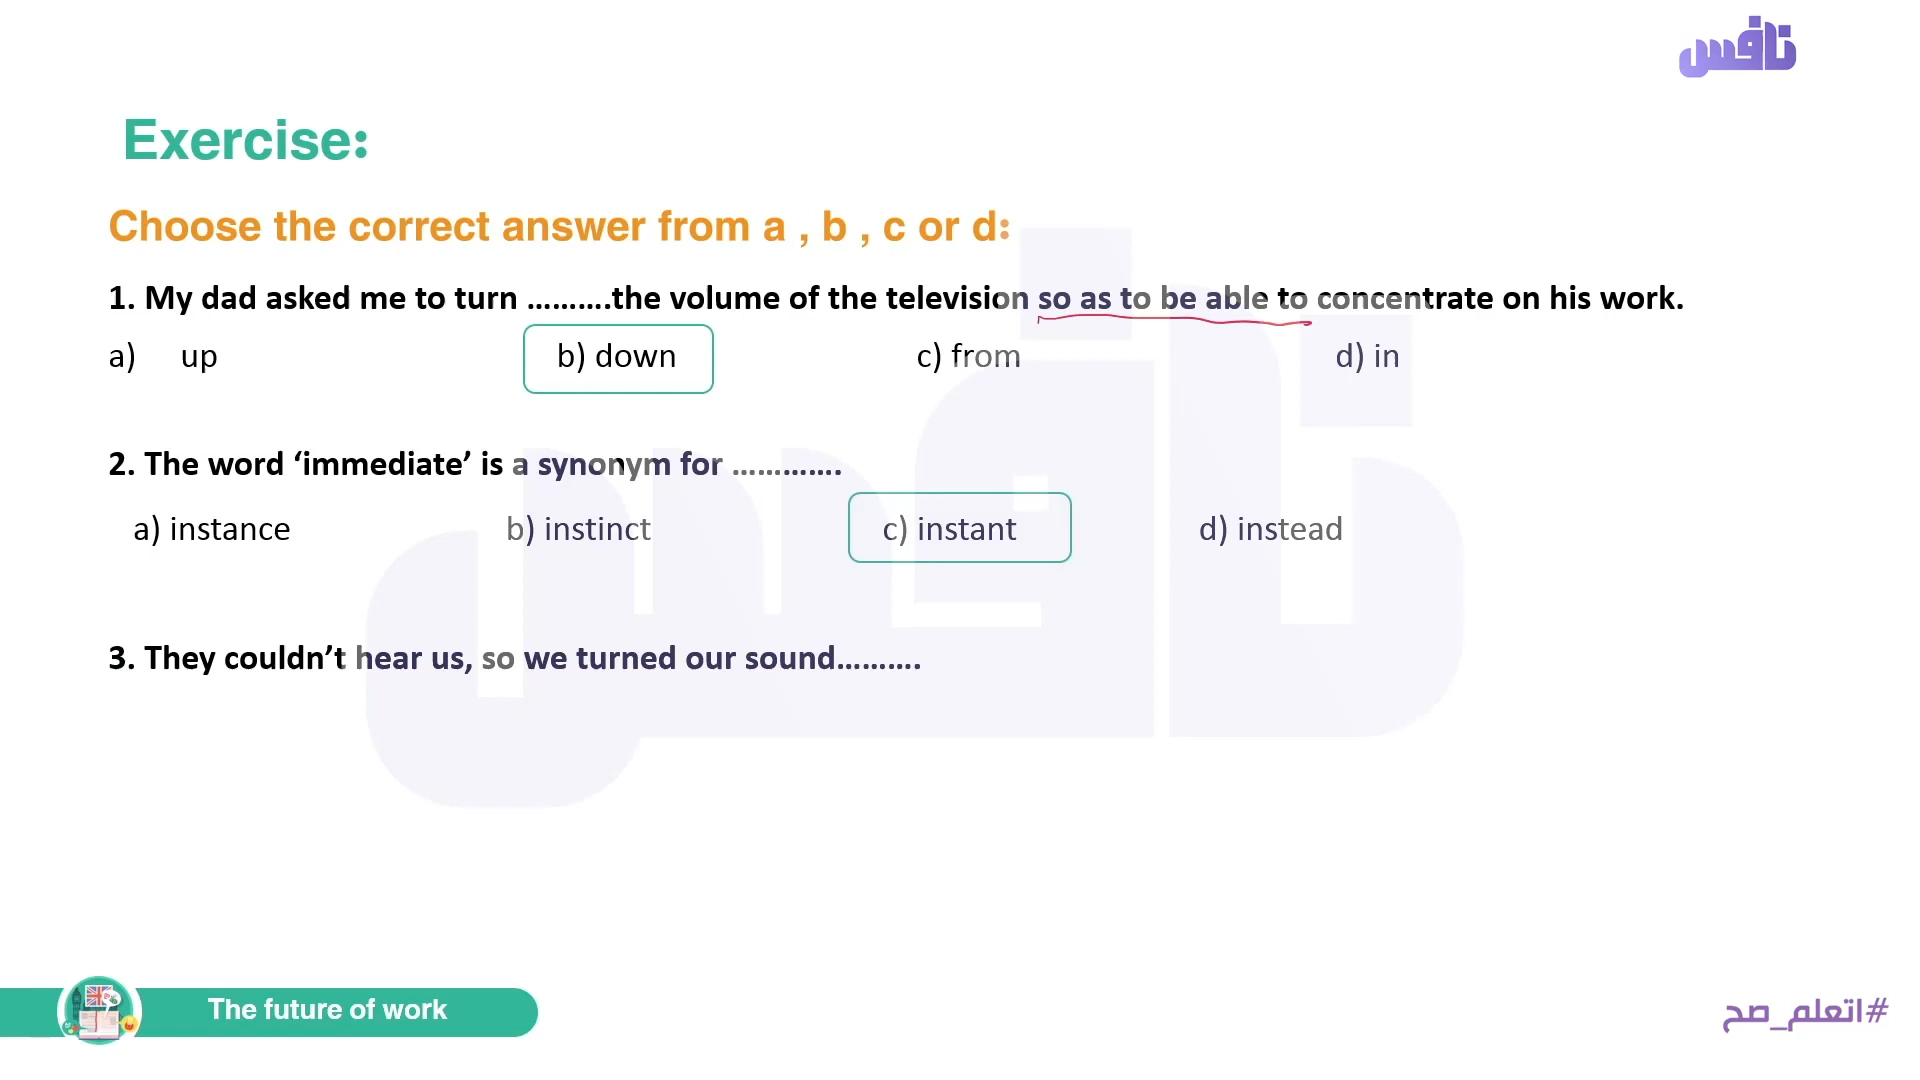 نافس
Exercise:
Choose the correct answer from a , b , c or d:
1. My dad asked me to turn ……….the volume of the television so as to be able to concentrate on his work.
a) up b) down c) from d) in
2. The word ‘immediate’ is a synonym for ………….
a) instance b) instinct c) instant d) instead
3. They couldn’t hear us, so we turned our sound……….
The future of work
#اتعلم_صح